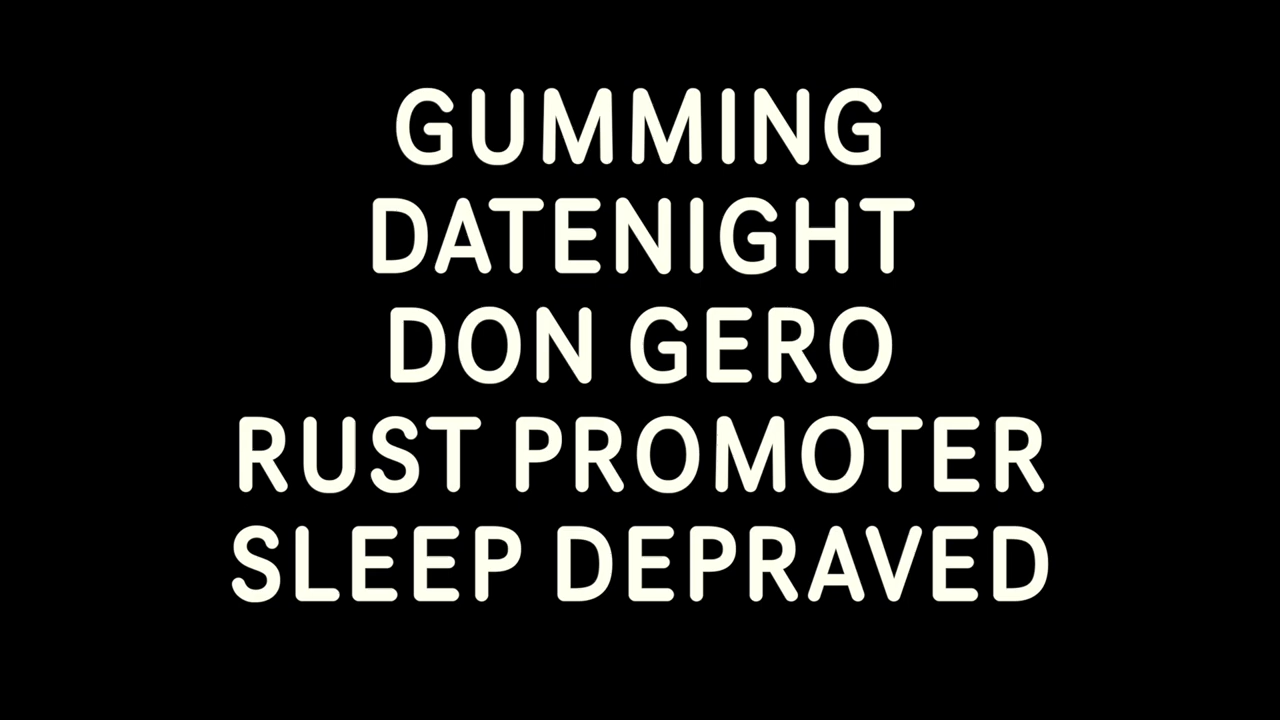 GUMMING
DATENIGHT
DON GERO
RUST PROMOTER
SLEEP DEPRAVED